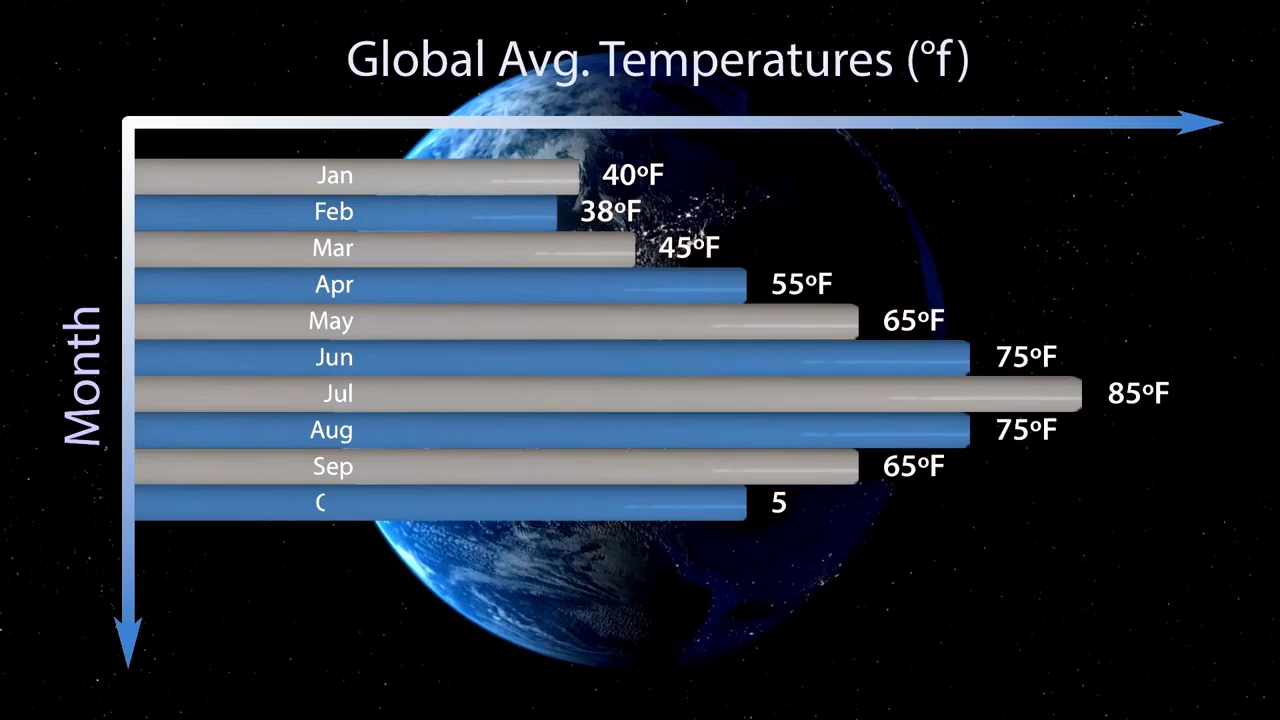 Global Avg. Temperatures (°f)
Month
Jan 40ºF
Feb 38ºF
Mar 45ºF
Apr 55ºF
May 65ºF
Jun 75ºF
Jul 85ºF
Aug 75ºF
Sep 65ºF
5